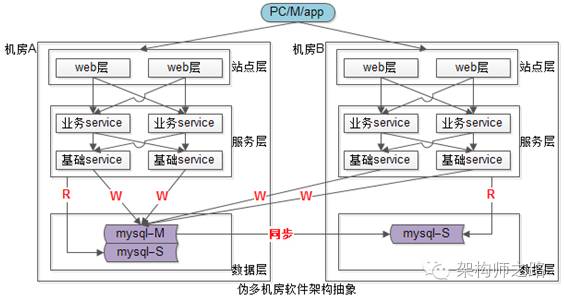 PC/M/app
机房A
机房B
web层 web层 站点层
web层 web层 站点层
业务service 业务service
业务service 业务service
服务层
服务层
基础service 基础service
基础service 基础service
R W W W W R
mysql-M 同步 mysql-S
mysql-S
数据层
数据层
架构师之路
伪多机房软件架构抽象